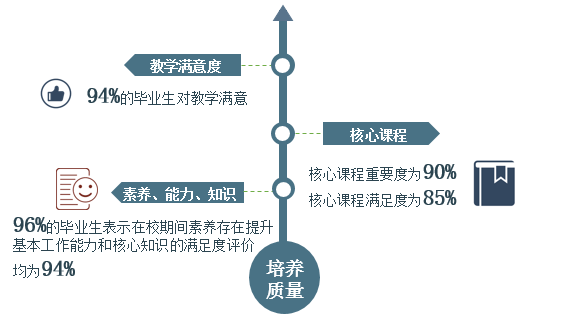 教学满意度
94%的毕业生对教学满意
核心课程
核心课程重要度为90%
核心课程满足度为85%
素养、能力、知识
96%的毕业生表示在校期间素养存在提升
基本工作能力和核心知识的满足度评价
均为94%
培养
质量